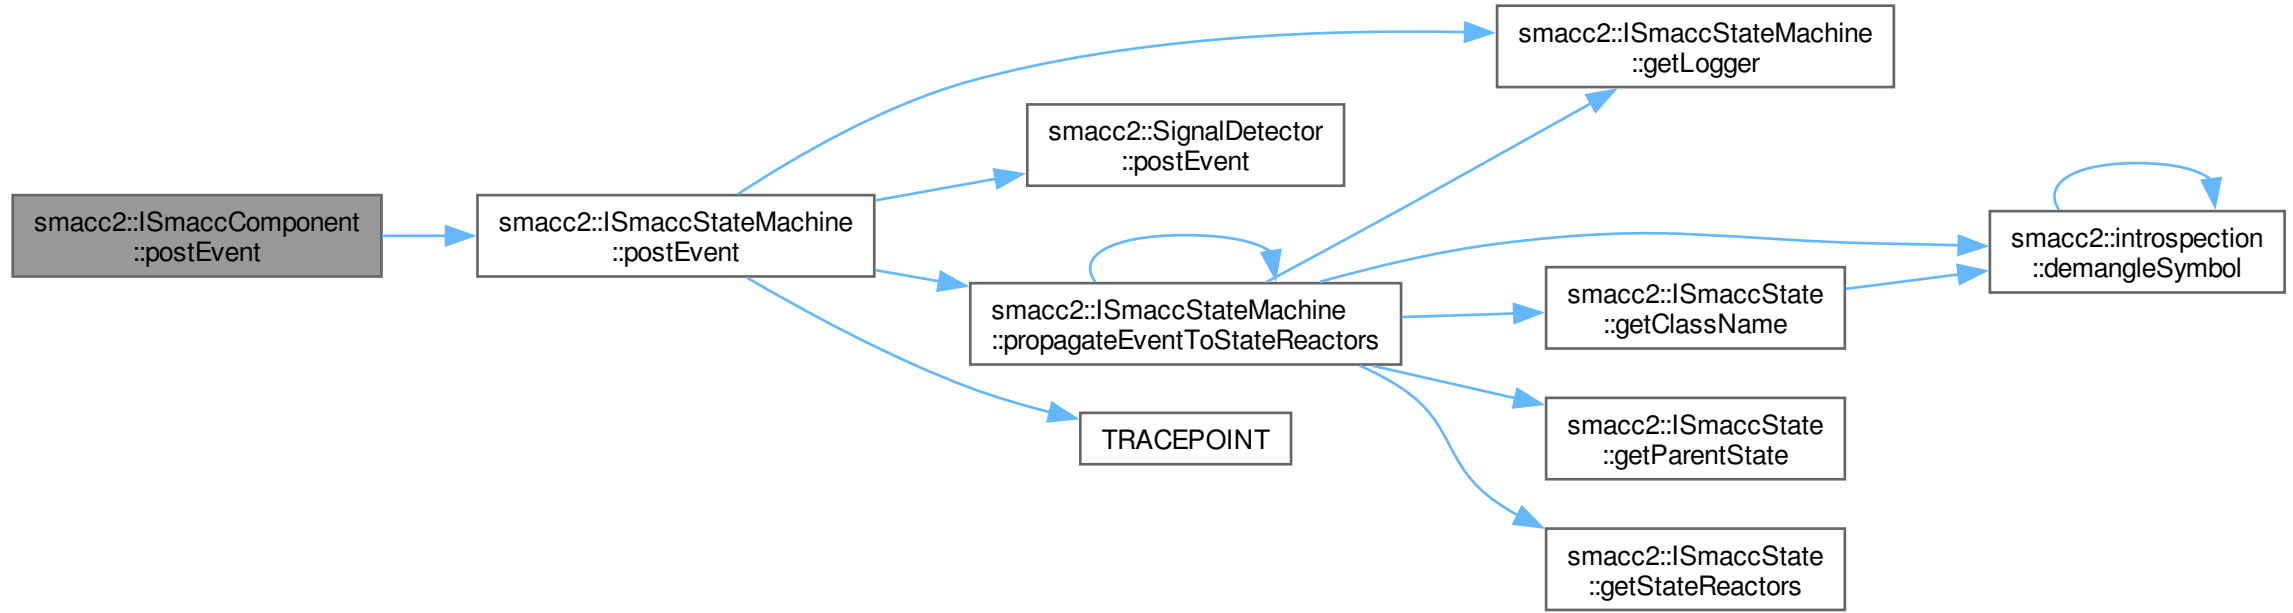 smacc2::ISmaccComponent
::postEvent
smacc2::ISmaccStateMachine
::postEvent
smacc2::ISmaccStateMachine
::getLogger
smacc2::SignalDetector
::postEvent
smacc2::ISmaccStateMachine
::propagateEventToStateReactors
TRACEPOINT
smacc2::introspection
::demangleSymbol
smacc2::ISmaccState
::getClassName
smacc2::ISmaccState
::getParentState
smacc2::ISmaccState
::getStateReactors